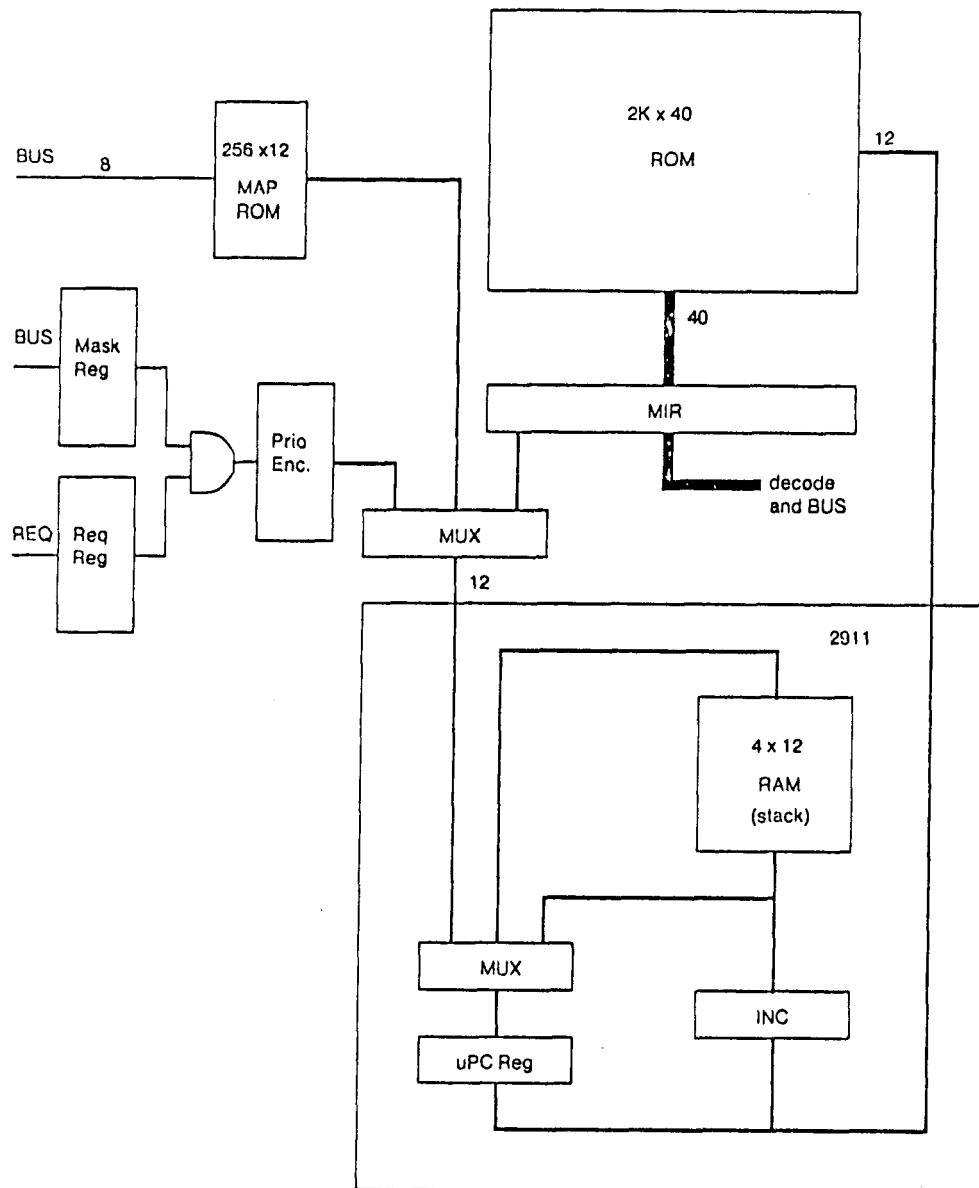 2K x 40
ROM
12
BUS
8
256 x12
MAP
ROM
40
BUS
Mask
Reg
MIR
Prio
Enc.
decode
and BUS
REQ
Req
Reg
MUX
12
2911
4 x 12
RAM
(stack)
MUX
INC
uPC Reg